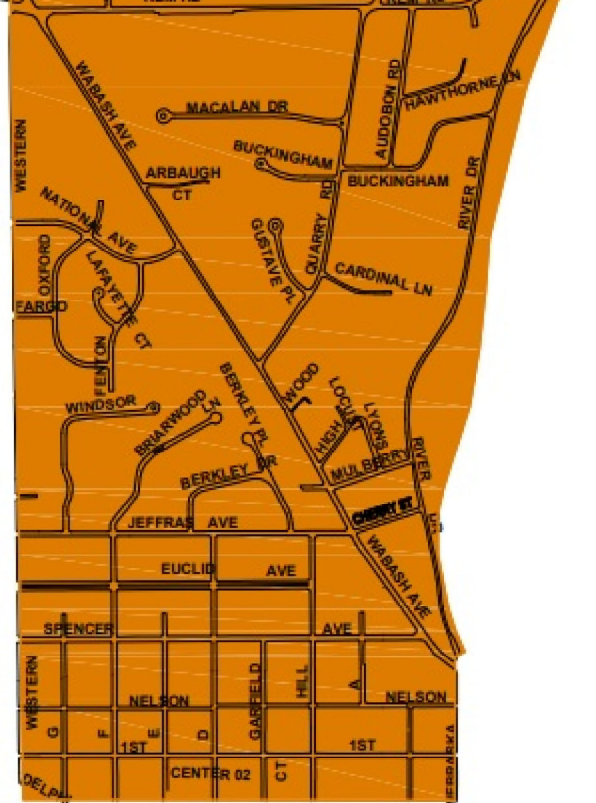 WESTERN
WABASH AVE
MACALAN DR
AUDOBON RD
HAWTHORNE LN
BUCKINGHAM
BUCKINGHAM
ARBAUGH
CT
RIVER DR
QUARRY RD
NATIONAL AVE
OXFORD
LAFAYETTE CT
GUSTAVE PL
CARDINAL LN
FARGO
FENTON
WINDSOR
BRIARWOOD LN
BERKLEY PL
WOOD
LOCUST
LYONS
HIGH
RIVER
MULBERRY
BERKLEY DR
CHERRY ST
JEFFRAS AVE
WABASH AVE
EUCLID AVE
SPENCER AVE
WESTERN
GARFIELD
HILL
A
NELSON
NELSON
G
F
E
D
1ST
1ST
CENTER 02
CT